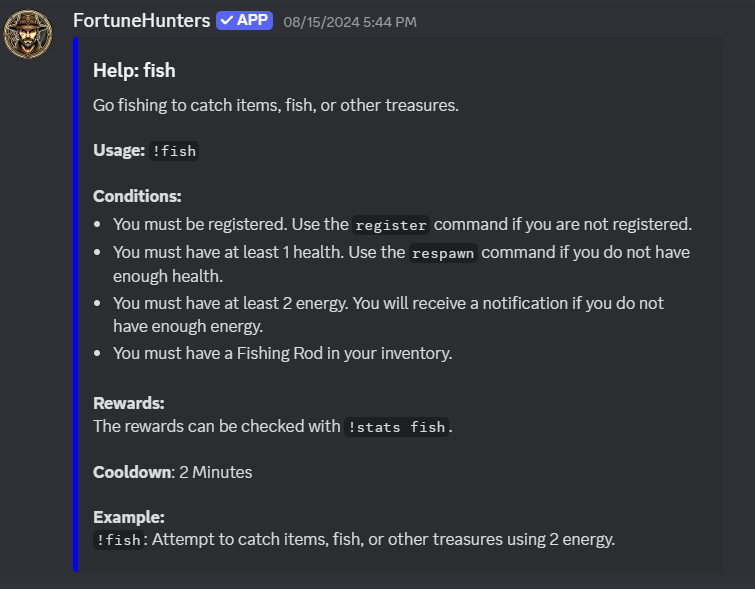 FortuneHunters ✓ APP 08/15/2024 5:44 PM
Help: fish
Go fishing to catch items, fish, or other treasures.
Usage: !fish
Conditions:
• You must be registered. Use the register command if you are not registered.
• You must have at least 1 health. Use the respawn command if you do not have
enough health.
• You must have at least 2 energy. You will receive a notification if you do not
have enough energy.
• You must have a Fishing Rod in your inventory.
Rewards:
The rewards can be checked with !stats fish.
Cooldown: 2 Minutes
Example:
!fish: Attempt to catch items, fish, or other treasures using 2 energy.